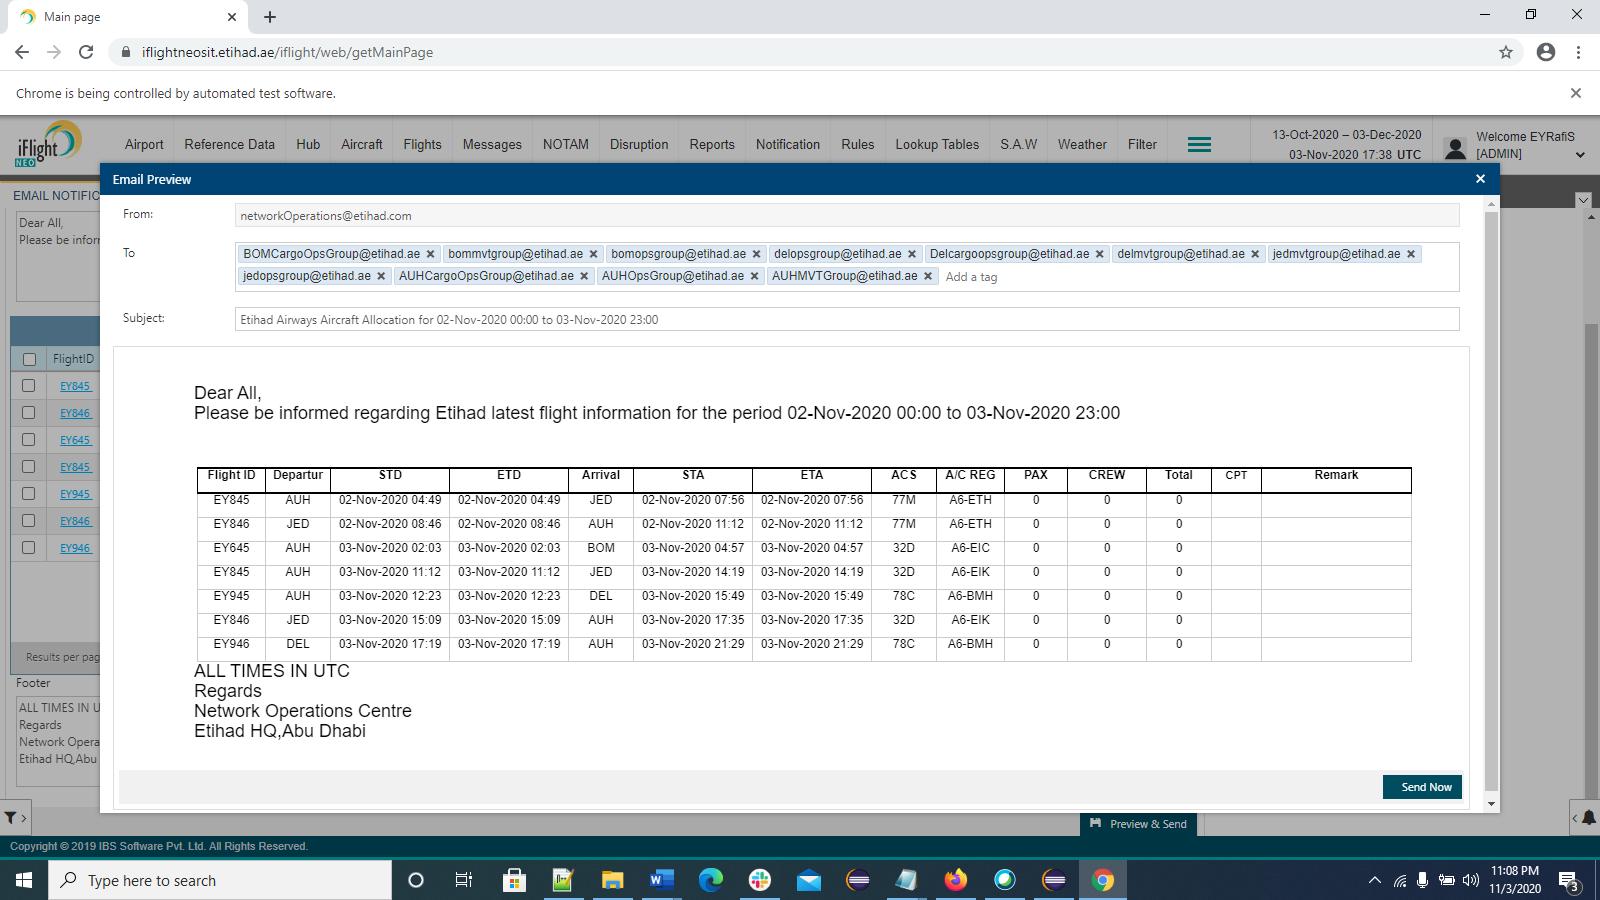 Main page
iflightneosit.etihad.ae/iflight/web/getMainPage
Chrome is being controlled by automated test software.
iFlight NEO
Airport Reference Data Hub Aircraft Flights Messages NOTAM Disruption Reports Notification Rules Lookup Tables S.A.W Weather Filter
13-Oct-2020 – 03-Dec-2020
03-Nov-2020 17:38 UTC
Welcome EYRafiS
[ADMIN]
EMAIL NOTIFIC
Dear All,
Please be inforr
FlightID
EY845
EY846
EY645
EY845
EY945
EY846
EY946
Results per pag
Footer
ALL TIMES IN U
Regards
Network Opera
Etihad HQ,Abu
Email Preview
From: networkOperations@etihad.com
To BOMCargoOpsGroup@etihad.ae bommvtgroup@etihad.ae bomopsgroup@etihad.ae delopsgroup@etihad.ae Delcargoopsgroup@etihad.ae delmvtgroup@etihad.ae jedmvtgroup@etihad.ae
jedopsgroup@etihad.ae AUHCargoOpsGroup@etihad.ae AUHOpsGroup@etihad.ae AUHMVTGroup@etihad.ae Add a tag
Subject: Etihad Airways Aircraft Allocation for 02-Nov-2020 00:00 to 03-Nov-2020 23:00
Dear All,
Please be informed regarding Etihad latest flight information for the period 02-Nov-2020 00:00 to 03-Nov-2020 23:00
Flight ID Departur STD ETD Arrival STA ETA ACS A/C REG PAX CREW Total CPT Remark
EY845 AUH 02-Nov-2020 04:49 02-Nov-2020 04:49 JED 02-Nov-2020 07:56 02-Nov-2020 07:56 77M A6-ETH 0 0 0
EY846 JED 02-Nov-2020 08:46 02-Nov-2020 08:46 AUH 02-Nov-2020 11:12 02-Nov-2020 11:12 77M A6-ETH 0 0 0
EY645 AUH 03-Nov-2020 02:03 03-Nov-2020 02:03 BOM 03-Nov-2020 04:57 03-Nov-2020 04:57 32D A6-EIC 0 0 0
EY845 AUH 03-Nov-2020 11:12 03-Nov-2020 11:12 JED 03-Nov-2020 14:19 03-Nov-2020 14:19 32D A6-EIK 0 0 0
EY945 AUH 03-Nov-2020 12:23 03-Nov-2020 12:23 DEL 03-Nov-2020 15:49 03-Nov-2020 15:49 78C A6-BMH 0 0 0
EY846 JED 03-Nov-2020 15:09 03-Nov-2020 15:09 AUH 03-Nov-2020 17:35 03-Nov-2020 17:35 32D A6-EIK 0 0 0
EY946 DEL 03-Nov-2020 17:19 03-Nov-2020 17:19 AUH 03-Nov-2020 21:29 03-Nov-2020 21:29 78C A6-BMH 0 0 0
ALL TIMES IN UTC
Regards
Network Operations Centre
Etihad HQ,Abu Dhabi
Send Now
Preview & Send
Copyright © 2019 IBS Software Pvt. Ltd. All Rights Reserved.
Type here to search
11:08 PM
11/3/2020
3